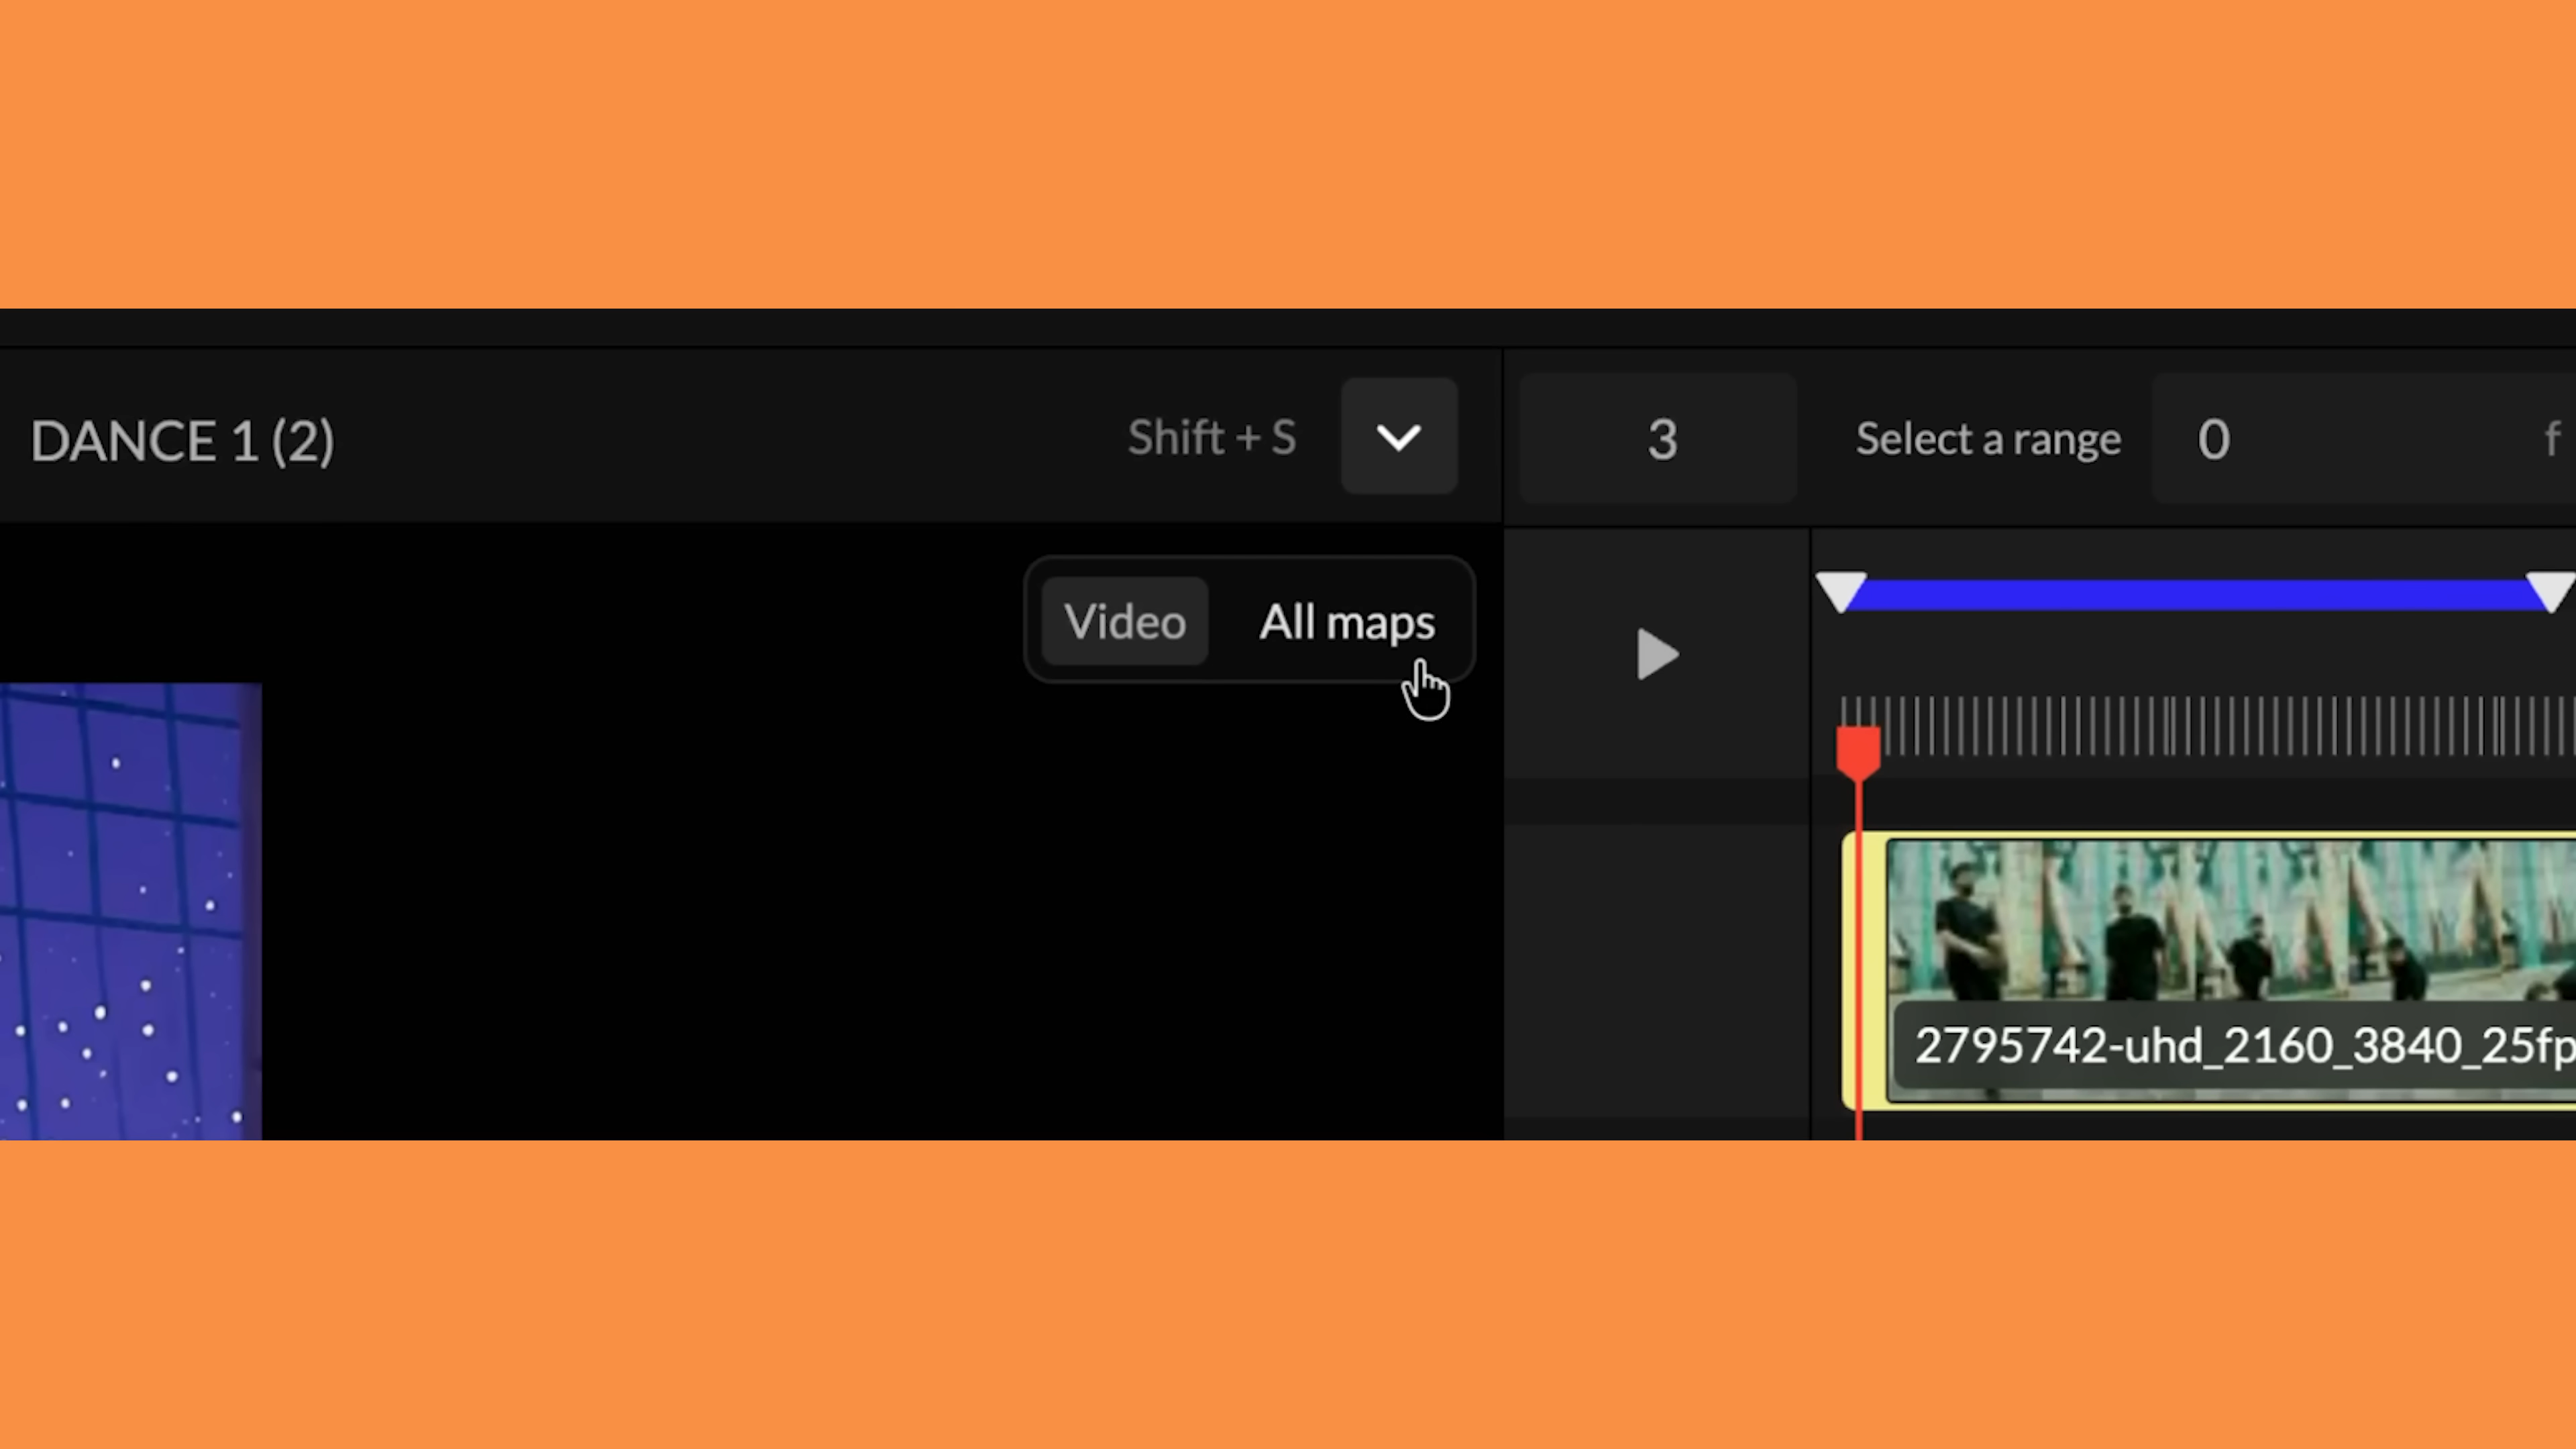 DANCE 1 (2)
Shift + S
3
Select a range
0
f
Video
All maps
2795742-uhd_2160_3840_25fp